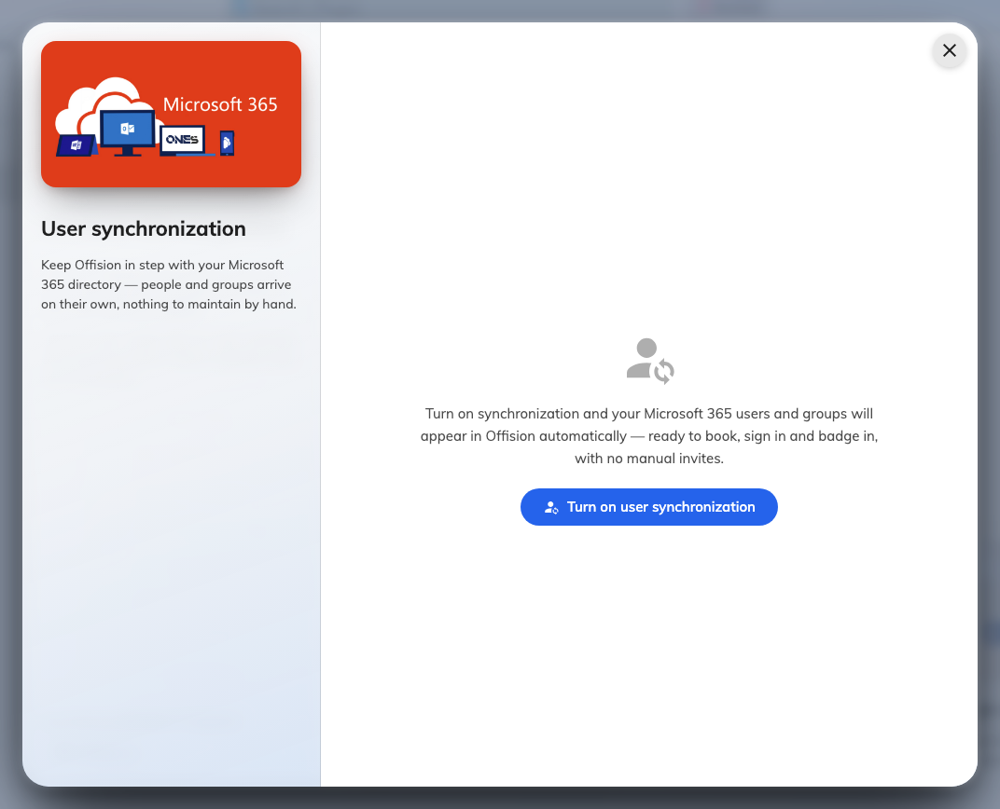 Microsoft 365
ONES
User synchronization
Keep Offision in step with your Microsoft
365 directory — people and groups arrive
on their own, nothing to maintain by hand.
Turn on synchronization and your Microsoft 365 users and groups will
appear in Offision automatically — ready to book, sign in and badge in,
with no manual invites.
Turn on user synchronization